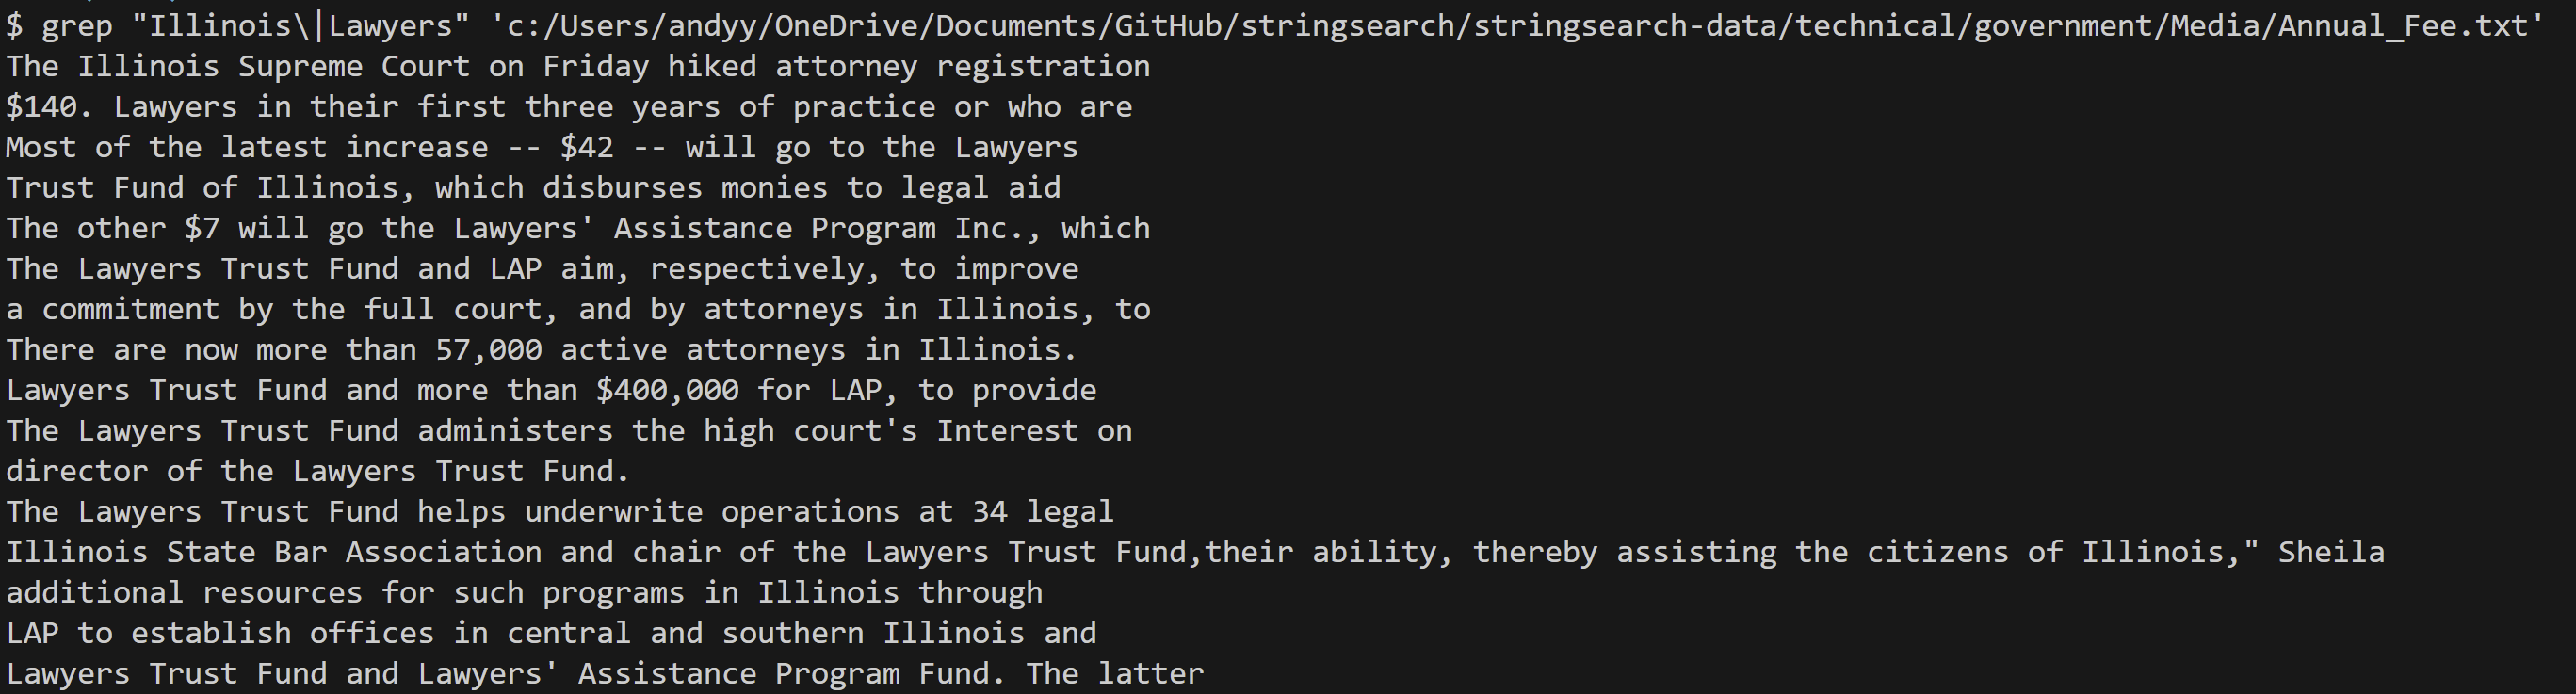 $ grep "Illinois\|Lawyers" 'c:/Users/andyy/OneDrive/Documents/GitHub/stringsearch/stringsearch-data/technical/government/Media/Annual_Fee.txt'
The Illinois Supreme Court on Friday hiked attorney registration
$140. Lawyers in their first three years of practice or who are
Most of the latest increase -- $42 -- will go to the Lawyers
Trust Fund of Illinois, which disburses monies to legal aid
The other $7 will go the Lawyers' Assistance Program Inc., which
The Lawyers Trust Fund and LAP aim, respectively, to improve
a commitment by the full court, and by attorneys in Illinois, to
There are now more than 57,000 active attorneys in Illinois.
Lawyers Trust Fund and more than $400,000 for LAP, to provide
The Lawyers Trust Fund administers the high court's Interest on
director of the Lawyers Trust Fund.
The Lawyers Trust Fund helps underwrite operations at 34 legal
Illinois State Bar Association and chair of the Lawyers Trust Fund,their ability, thereby assisting the citizens of Illinois," Sheila
additional resources for such programs in Illinois through
LAP to establish offices in central and southern Illinois and
Lawyers Trust Fund and Lawyers' Assistance Program Fund. The latter